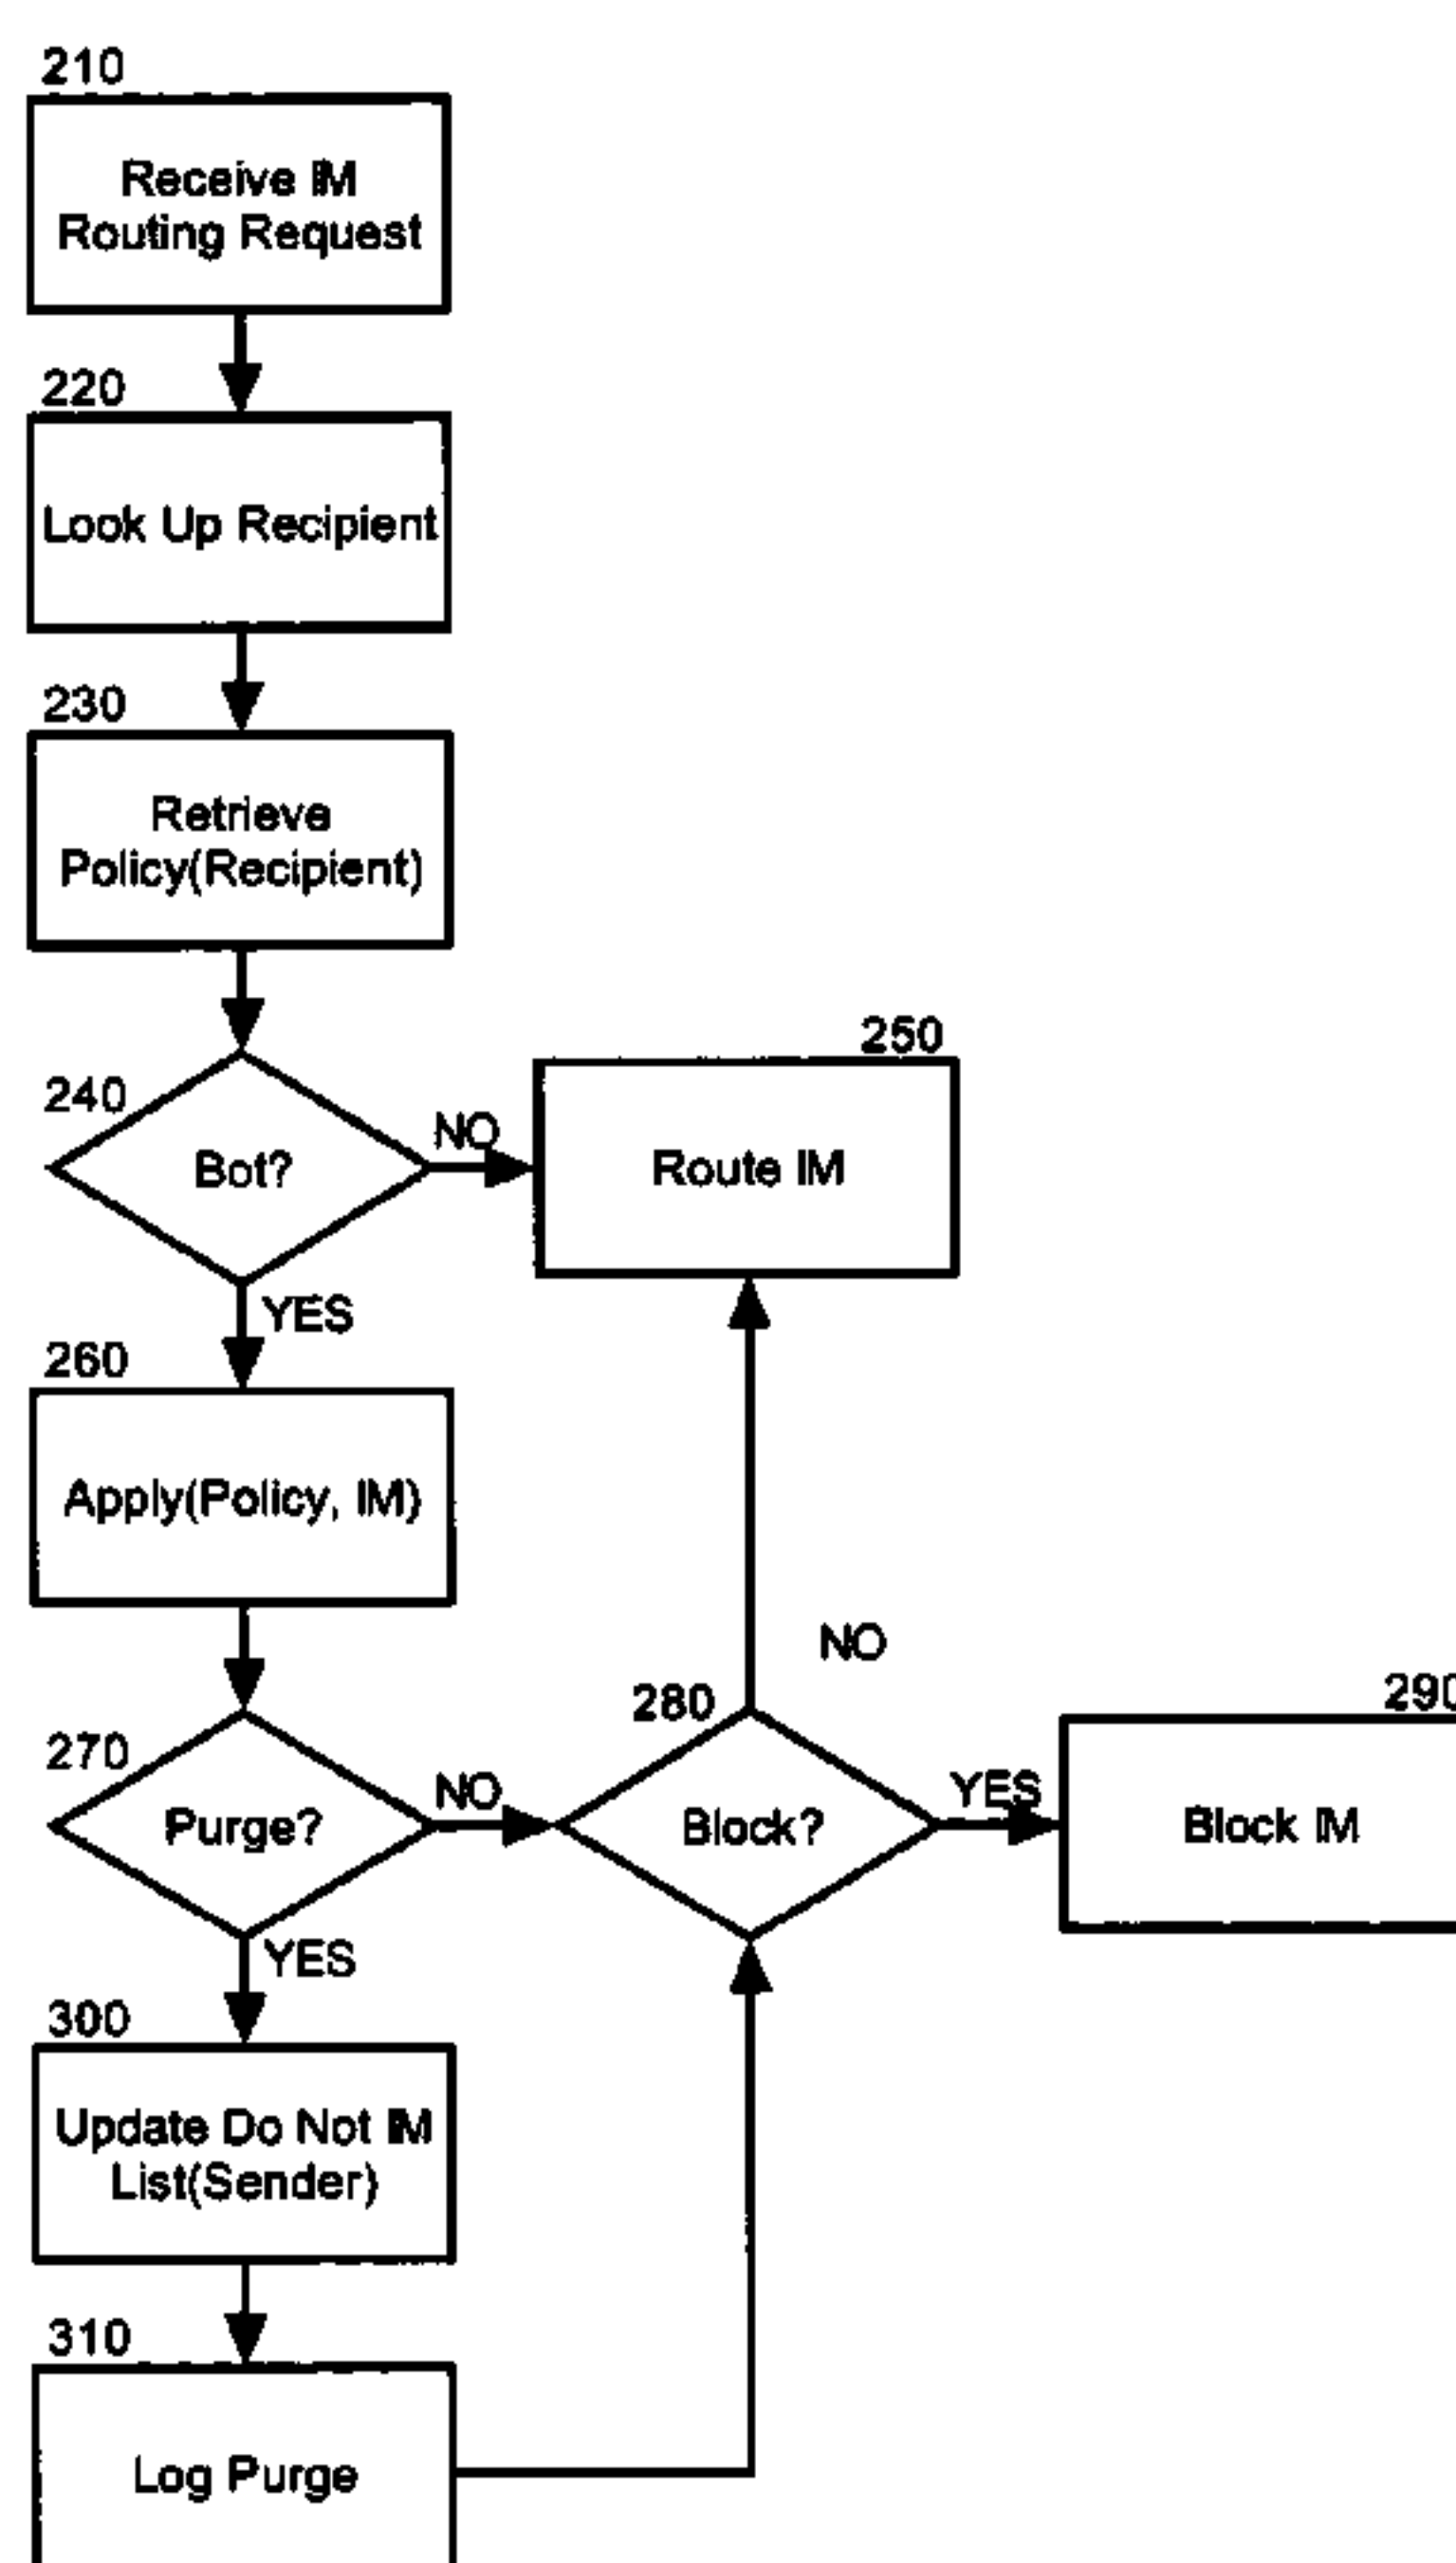 210
Receive IM
Routing Request
220
Look Up Recipient
230
Retrieve
Policy(Recipient)
240
Bot?
NO
250
Route IM
YES
260
Apply(Policy, IM)
270
Purge?
NO
280
Block?
NO
YES
290
Block IM
YES
300
Update Do Not IM
List(Sender)
310
Log Purge